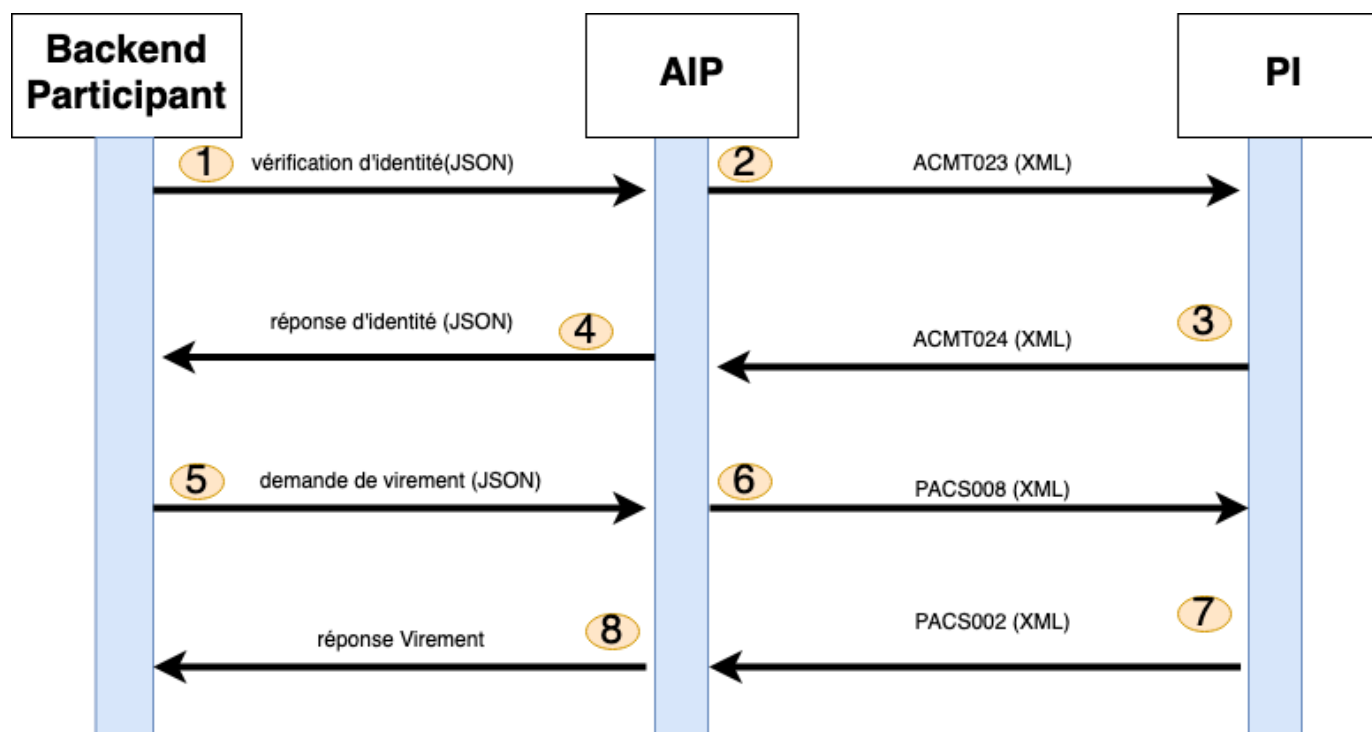 Backend
Participant
AIP
PI
1 vérification d'identité(JSON)
2 ACMT023 (XML)
réponse d'identité (JSON) 4
ACMT024 (XML) 3
5 demande de virement (JSON)
6 PACS008 (XML)
réponse Virement 8
PACS002 (XML) 7